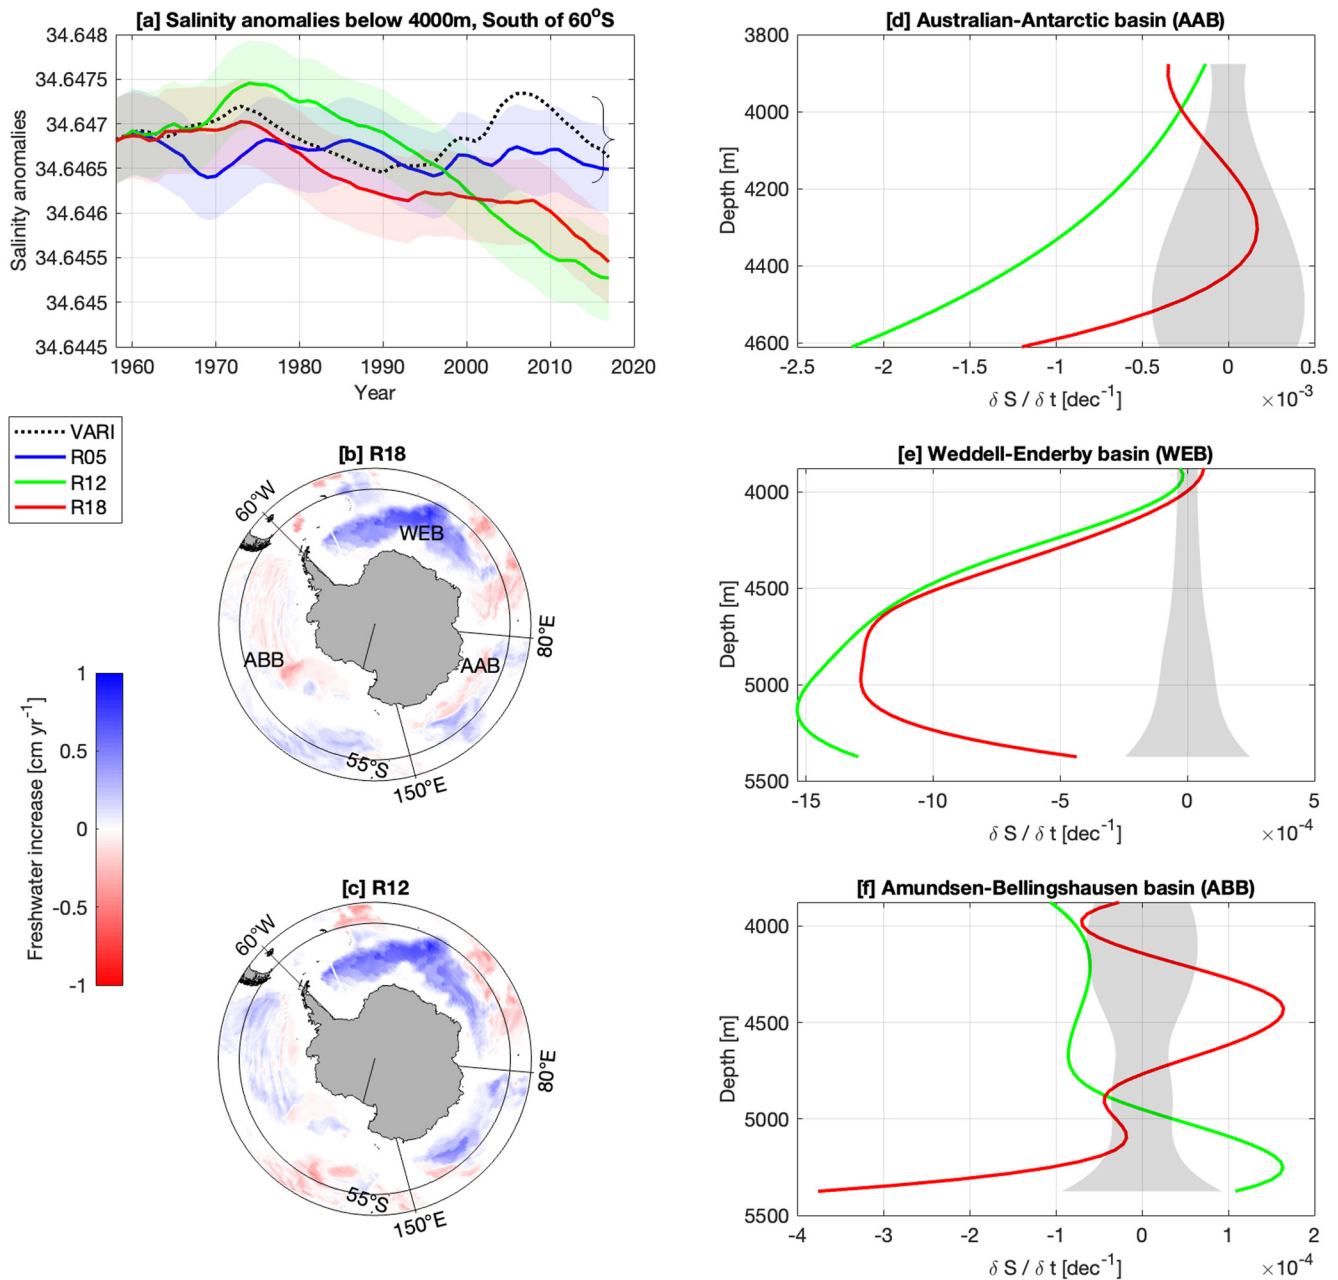 [a] Salinity anomalies below 4000m, South of 60°S
34.648
34.6475
34.647
34.6465
34.646
34.6455
34.645
34.6445
Salinity anomalies
1960 1970 1980 1990 2000 2010 2020
Year
VARI
R05
R12
R18
[b] R18
60°W
WEB
ABB
AAB
80°E
55°S
150°E
Freshwater increase [cm yr-1]
1
0.5
0
-0.5
-1
[c] R12
60°W
80°E
55°S
150°E
[d] Australian-Antarctic basin (AAB)
3800
4000
4200
4400
4600
Depth [m]
-2.5 -2 -1.5 -1 -0.5 0 0.5
δ S / δ t [dec-1]
×10-3
[e] Weddell-Enderby basin (WEB)
4000
4500
5000
5500
Depth [m]
-15 -10 -5 0 5
δ S / δ t [dec-1]
×10-4
[f] Amundsen-Bellingshausen basin (ABB)
4000
4500
5000
5500
Depth [m]
-4 -3 -2 -1 0 1 2
δ S / δ t [dec-1]
×10-4